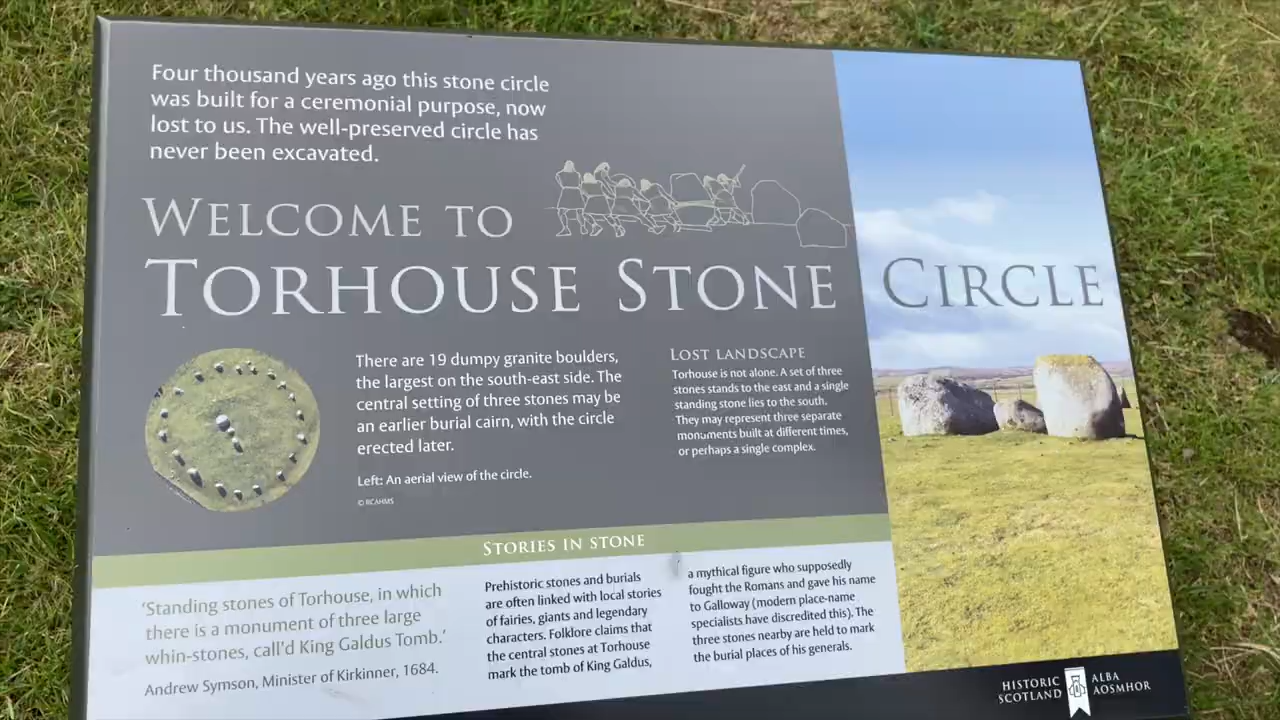 Four thousand years ago this stone circle
was built for a ceremonial purpose, now
lost to us. The well-preserved circle has
never been excavated.
WELCOME TO
TORHOUSE STONE CIRCLE
There are 19 dumpy granite boulders,
the largest on the south-east side. The
central setting of three stones may be
an earlier burial cairn, with the circle
erected later.
Left: An aerial view of the circle.
© RCAHMS
LOST LANDSCAPE
Torhouse is not alone. A set of three
stones stands to the east and a single
standing stone lies to the south.
They may represent three separate
monuments built at different times,
or perhaps a single complex.
STORIES IN STONE
'Standing stones of Torhouse, in which
there is a monument of three large
whin-stones, call'd King Galdus Tomb.'
Andrew Symson, Minister of Kirkinner, 1684.
Prehistoric stones and burials
are often linked with local stories
of fairies, giants and legendary
characters. Folklore claims that
the central stones at Torhouse
mark the tomb of King Galdus,
a mythical figure who supposedly
fought the Romans and gave his name
to Galloway (modern place-name
specialists have discredited this). The
three stones nearby are held to mark
the burial places of his generals.
HISTORIC
SCOTLAND
ALBA
AOSMHOR